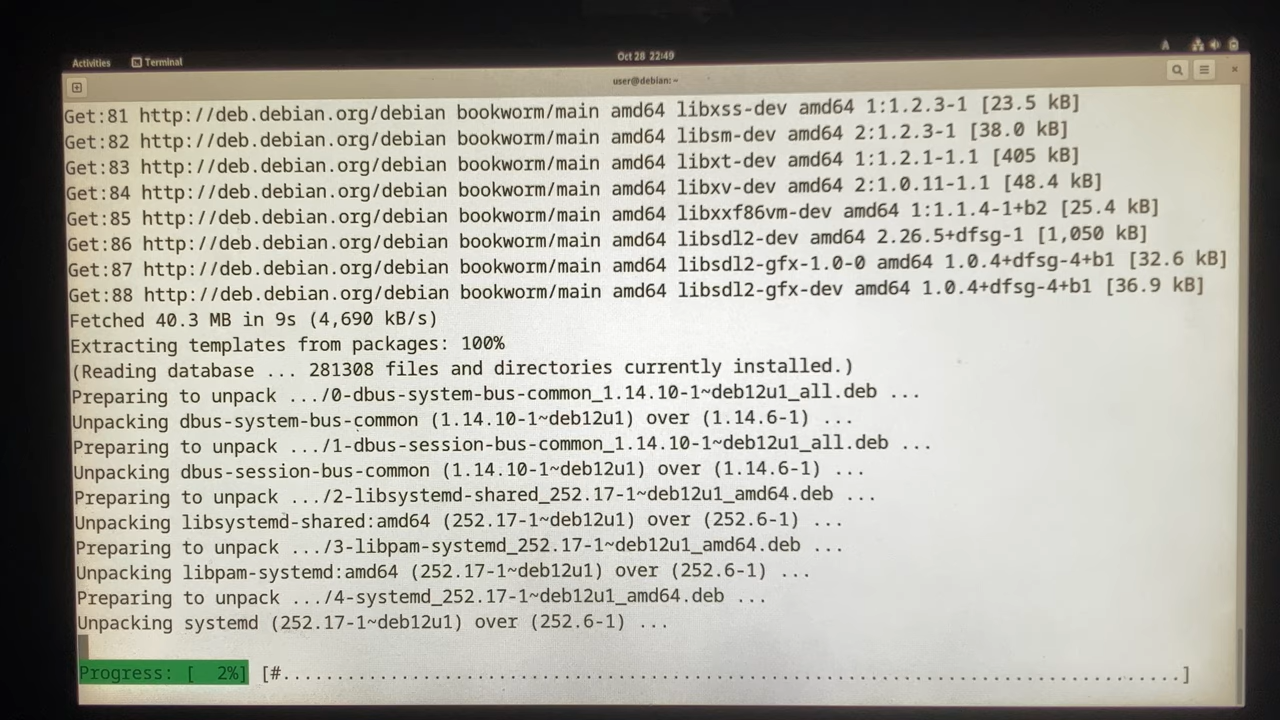 Activities Terminal Oct 28 22:49 A
user@debian: ~
Get:81 http://deb.debian.org/debian bookworm/main amd64 libxss-dev amd64 1:1.2.3-1 [23.5 kB]
Get:82 http://deb.debian.org/debian bookworm/main amd64 libsm-dev amd64 2:1.2.3-1 [38.0 kB]
Get:83 http://deb.debian.org/debian bookworm/main amd64 libxt-dev amd64 1:1.2.1-1.1 [405 kB]
Get:84 http://deb.debian.org/debian bookworm/main amd64 libxv-dev amd64 2:1.0.11-1.1 [48.4 kB]
Get:85 http://deb.debian.org/debian bookworm/main amd64 libxxf86vm-dev amd64 1:1.1.4-1+b2 [25.4 kB]
Get:86 http://deb.debian.org/debian bookworm/main amd64 libsdl2-dev amd64 2.26.5+dfsg-1 [1,050 kB]
Get:87 http://deb.debian.org/debian bookworm/main amd64 libsdl2-gfx-1.0-0 amd64 1.0.4+dfsg-4+b1 [32.6 kB]
Get:88 http://deb.debian.org/debian bookworm/main amd64 libsdl2-gfx-dev amd64 1.0.4+dfsg-4+b1 [36.9 kB]
Fetched 40.3 MB in 9s (4,690 kB/s)
Extracting templates from packages: 100%
(Reading database ... 281308 files and directories currently installed.)
Preparing to unpack .../0-dbus-system-bus-common_1.14.10-1~deb12u1_all.deb ...
Unpacking dbus-system-bus-common (1.14.10-1~deb12u1) over (1.14.6-1) ...
Preparing to unpack .../1-dbus-session-bus-common_1.14.10-1~deb12u1_all.deb ...
Unpacking dbus-session-bus-common (1.14.10-1~deb12u1) over (1.14.6-1) ...
Preparing to unpack .../2-libsystemd-shared_252.17-1~deb12u1_amd64.deb ...
Unpacking libsystemd-shared:amd64 (252.17-1~deb12u1) over (252.6-1) ...
Preparing to unpack .../3-libpam-systemd_252.17-1~deb12u1_amd64.deb ...
Unpacking libpam-systemd:amd64 (252.17-1~deb12u1) over (252.6-1) ...
Preparing to unpack .../4-systemd_252.17-1~deb12u1_amd64.deb ...
Unpacking systemd (252.17-1~deb12u1) over (252.6-1) ...
Progress: [  2%] [#..............................................................................]